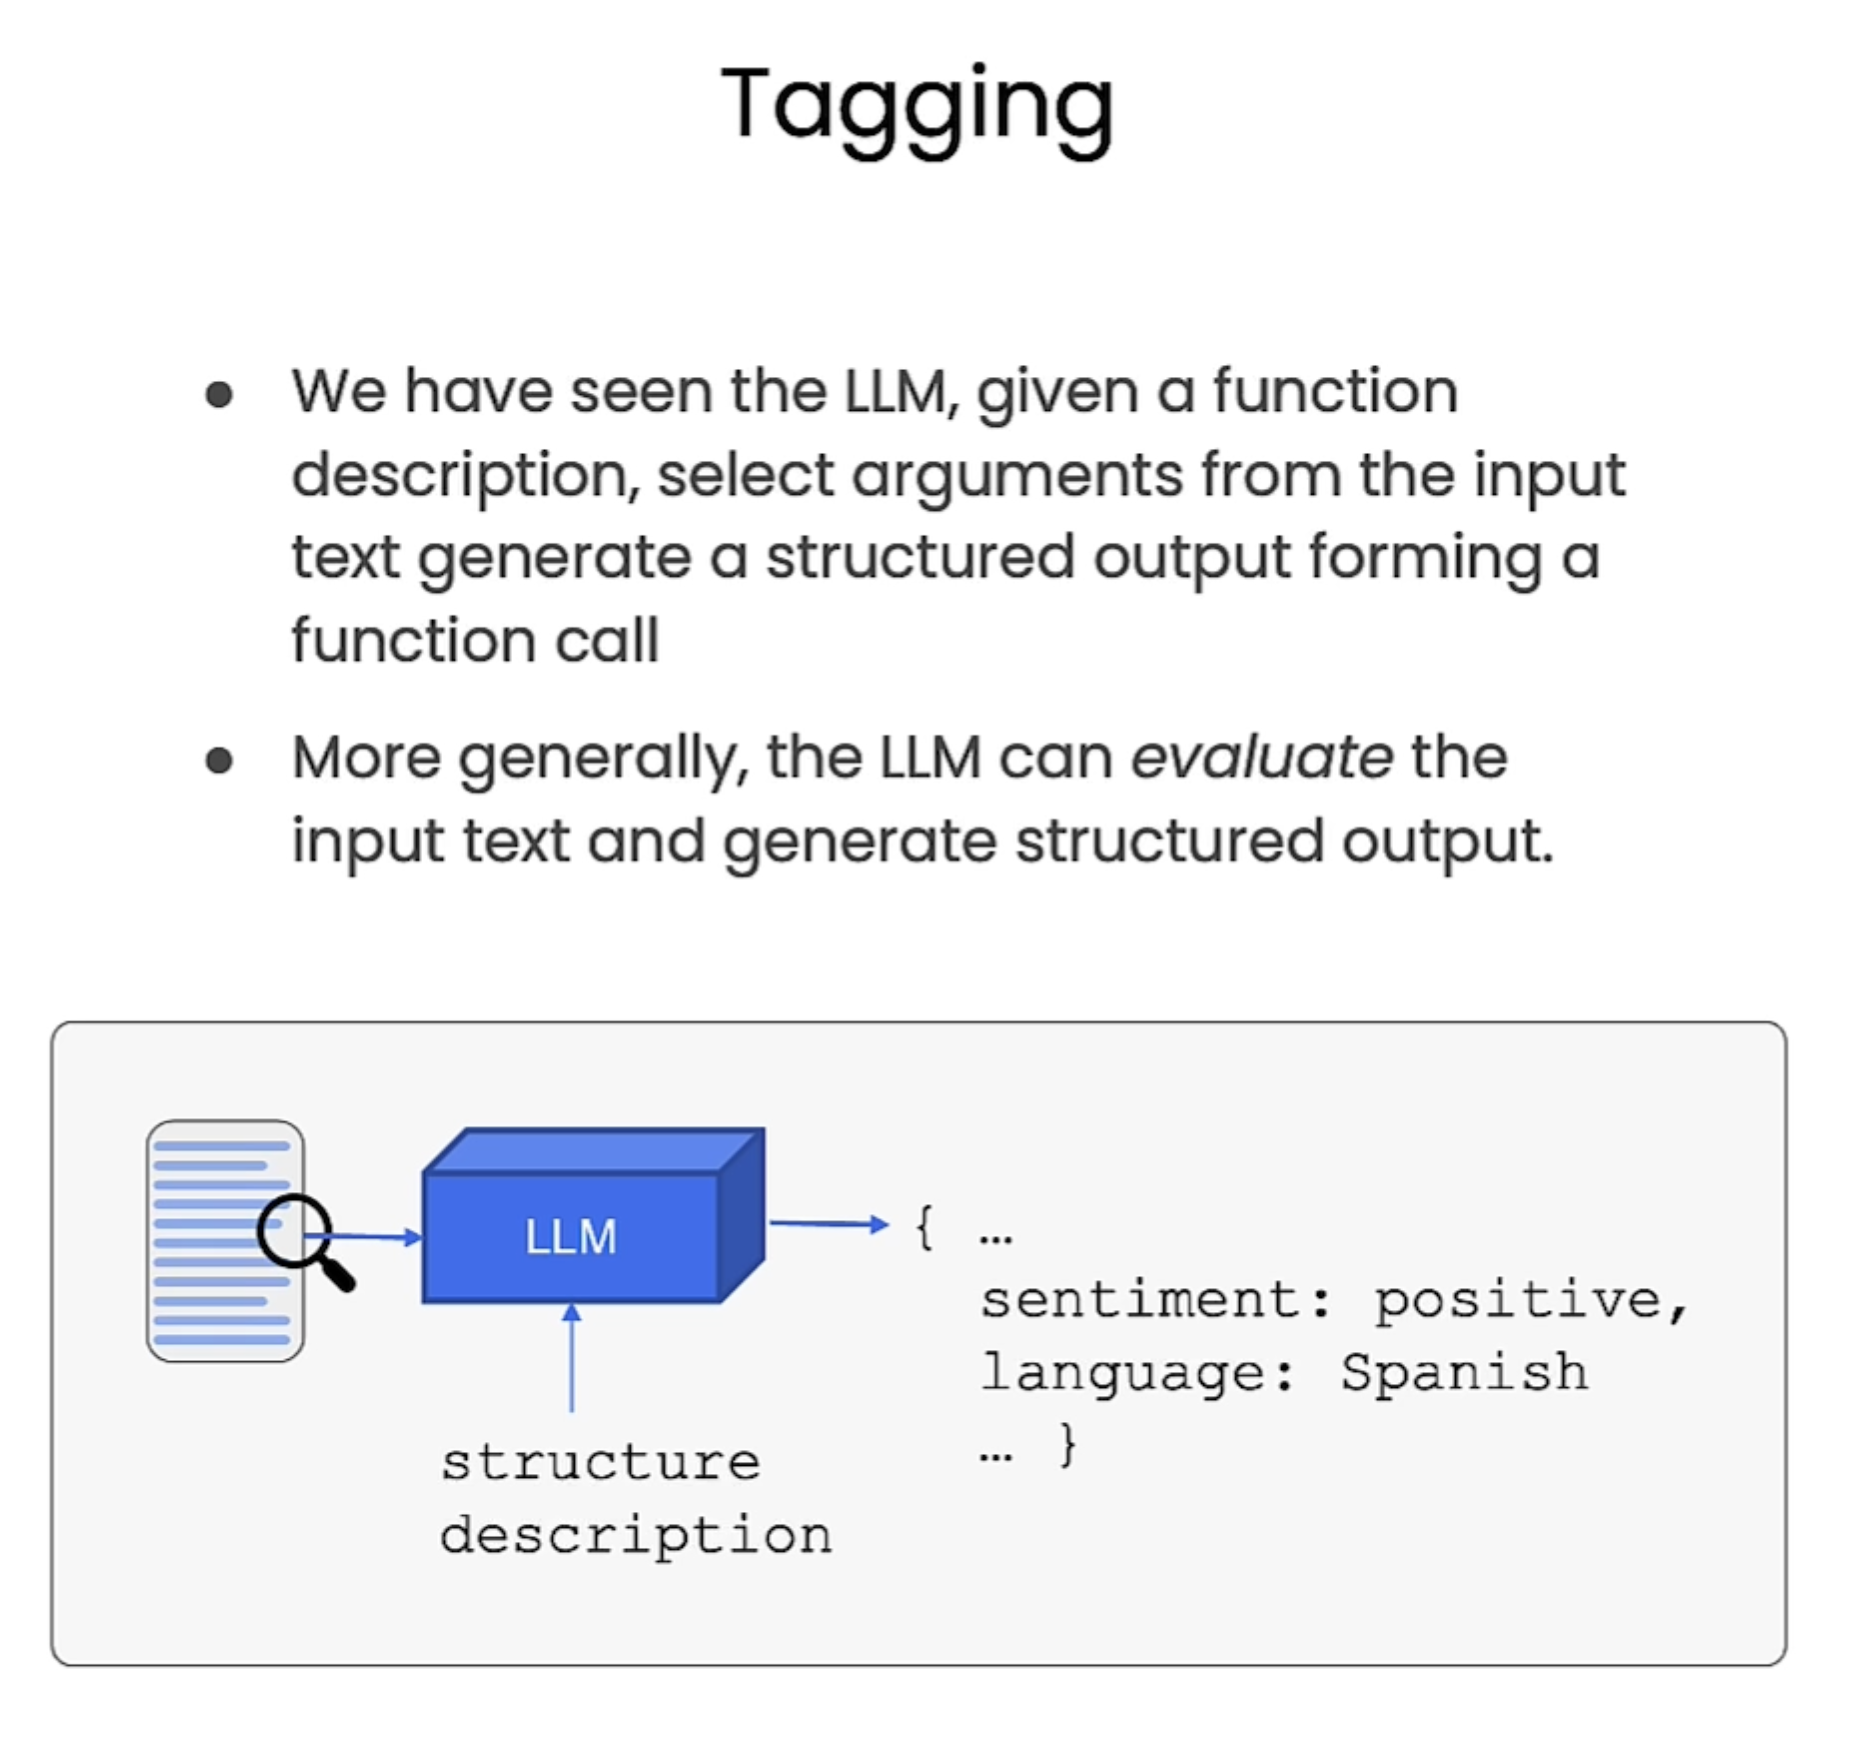 Tagging
● We have seen the LLM, given a function
description, select arguments from the input
text generate a structured output forming a
function call
● More generally, the LLM can evaluate the
input text and generate structured output.
LLM
{ …
sentiment: positive,
language: Spanish
… }
structure
description